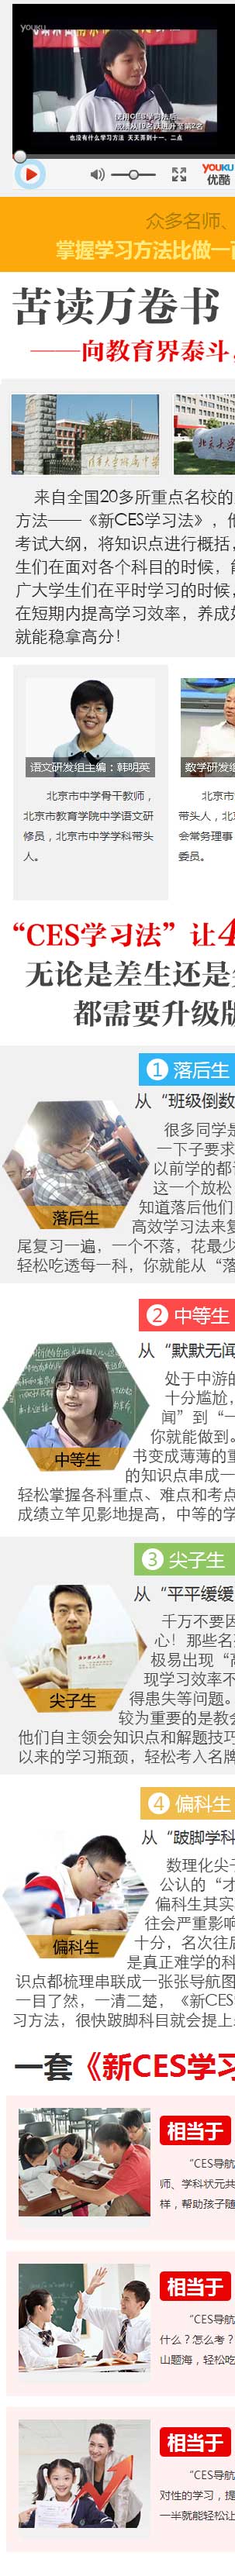 YOUKU
使用CES学习法后
也没有什么学习方法 天天弄到十一、二点
YOUKU
优酷
众多名师、
掌握学习方法比做一百
苦读万卷书
——向教育界泰斗，
来自全国20多所重点名校的
方法——《新CES学习法》，他
考试大纲，将知识点进行概括，
生们在面对各个科目的时候，能
广大学生们在平时学习的时候，
在短期内提高学习效率，养成好
就能稳拿高分！
语文研发组主编：韩明英
数学研发组
北京市中学骨干教师，
北京市教育学院中学语文研
修员，北京市中学学科带头
人。
北京市
带头人，北京
会常务理事
委员。
“CES学习法”让4
无论是差生还是
都需要升级版
1 落后生
从“班级倒数
很多同学是
一下子要求
以前学的都
这一个放松
知道落后他们
高效学习法来复
落后生
尾复习一遍，一个不落，花最少
轻松吃透每一科，你就能从“落
2 中等生
从“默默无闻
处于中游的
十分尴尬，
闻”到“一
你就能做到。
书变成薄薄的重
中等生
的知识点串成一
轻松掌握各科重点、难点和考点
成绩立竿见影地提高，中等的学
3 尖子生
从“平平缓缓
千万不要因
心！那些名
极易出现“高
现学习效率不
得患失等问题。
尖子生
较为重要的是教会
他们自主领会知识点和解题技巧
以来的学习瓶颈，轻松考入名牌
4 偏科生
从“跛脚学科
数理化尖子
公认的“才
偏科生其实
往会严重影响
十分，名次往后
偏科生
是真正难学的科
识点都梳理串联成一张张导航图
一目了然，一清二楚，《新CES
习方法，很快跛脚科目就会提上
一套《新CES学习
相当于
“CES导航
师、学科状元共
样，帮助孩子随
相当于
“CES导航
什么？怎么考？
山题海，轻松吃
相当于
“CES导航
对性的学习，提
一半就能轻松让